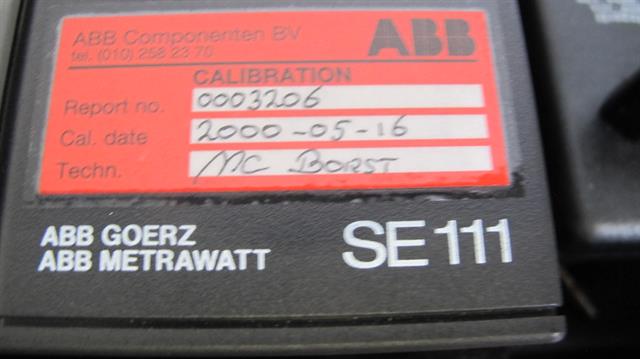 ABB Componenten BV
tel. (010) 258 23 70
ABB
CALIBRATION
Report no. 0003206
Cal. date 2000-05-16
Techn. MC BORST
ABB GOERZ
ABB METRAWATT
SE 111